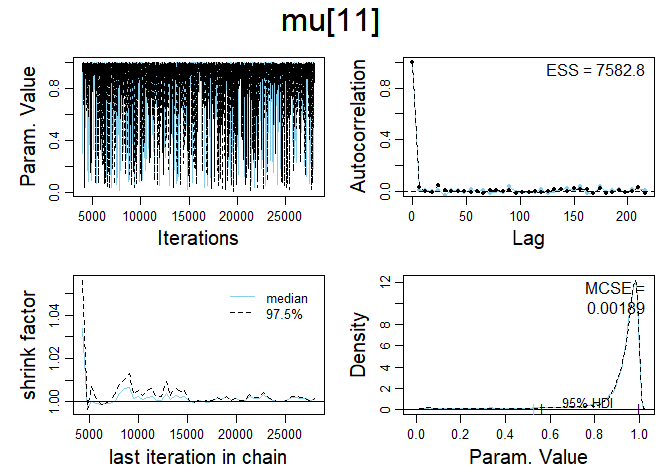 mu[11]
Param. Value
0.0 0.4 0.8
5000 10000 15000 20000 25000
Iterations
Autocorrelation
0.0 0.4 0.8
ESS = 7582.8
0 50 100 150 200
Lag
shrink factor
1.00 1.02 1.04
median
97.5%
5000 10000 15000 20000 25000
last iteration in chain
Density
0 2 4 6 8 12
MCSE =
0.00189
95% HDI
0.0 0.2 0.4 0.6 0.8 1.0
Param. Value